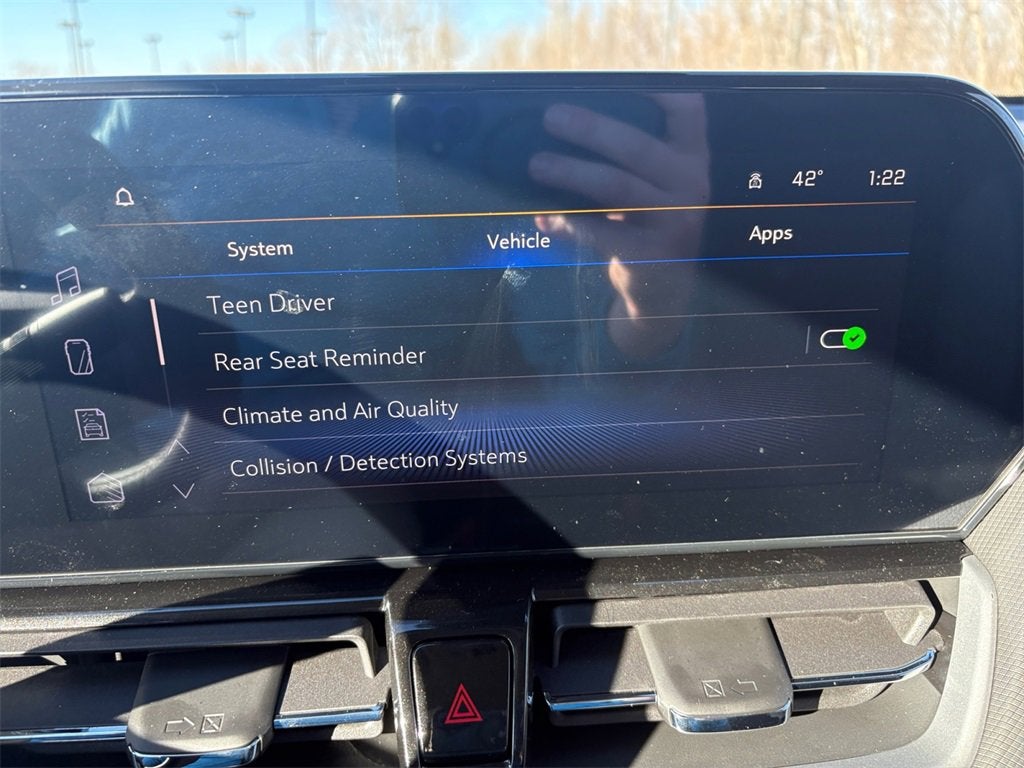 42° 1:22
System Vehicle Apps
Teen Driver
Rear Seat Reminder
Climate and Air Quality
Collision / Detection Systems